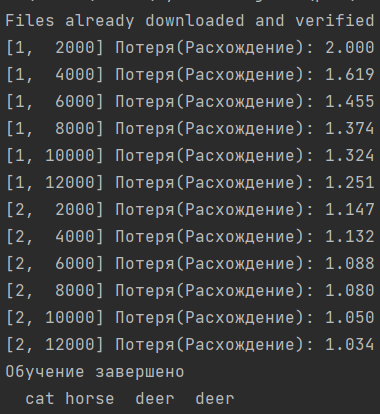 Files already downloaded and verified
[1,  2000] Потеря(Расхождение): 2.000
[1,  4000] Потеря(Расхождение): 1.619
[1,  6000] Потеря(Расхождение): 1.455
[1,  8000] Потеря(Расхождение): 1.374
[1, 10000] Потеря(Расхождение): 1.324
[1, 12000] Потеря(Расхождение): 1.251
[2,  2000] Потеря(Расхождение): 1.147
[2,  4000] Потеря(Расхождение): 1.132
[2,  6000] Потеря(Расхождение): 1.088
[2,  8000] Потеря(Расхождение): 1.080
[2, 10000] Потеря(Расхождение): 1.050
[2, 12000] Потеря(Расхождение): 1.034
Обучение завершено
  cat horse  deer  deer